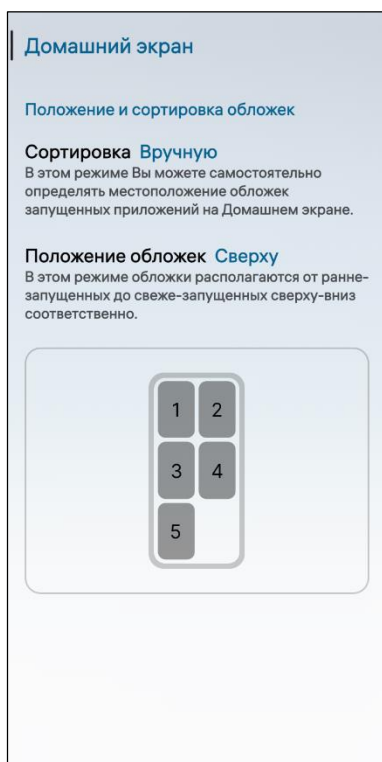 Домашний экран
Положение и сортировка обложек
Сортировка Вручную
В этом режиме Вы можете самостоятельно
определять местоположение обложек
запущенных приложений на Домашнем экране.
Положение обложек Сверху
В этом режиме обложки располагаются от ранне-
запущенных до свеже-запущенных сверху-вниз
соответственно.
1 2
3 4
5